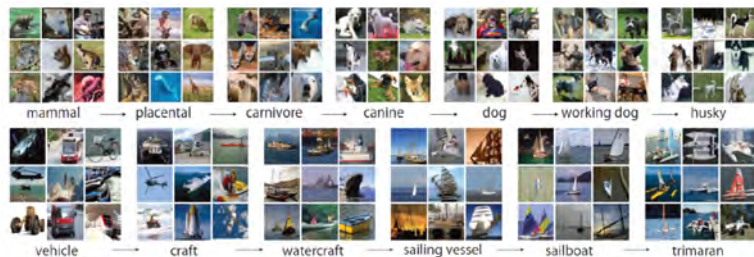 mammal → placental → carnivore → canine → dog → working dog → husky
vehicle → craft → watercraft → sailing vessel → sailboat → trimaran